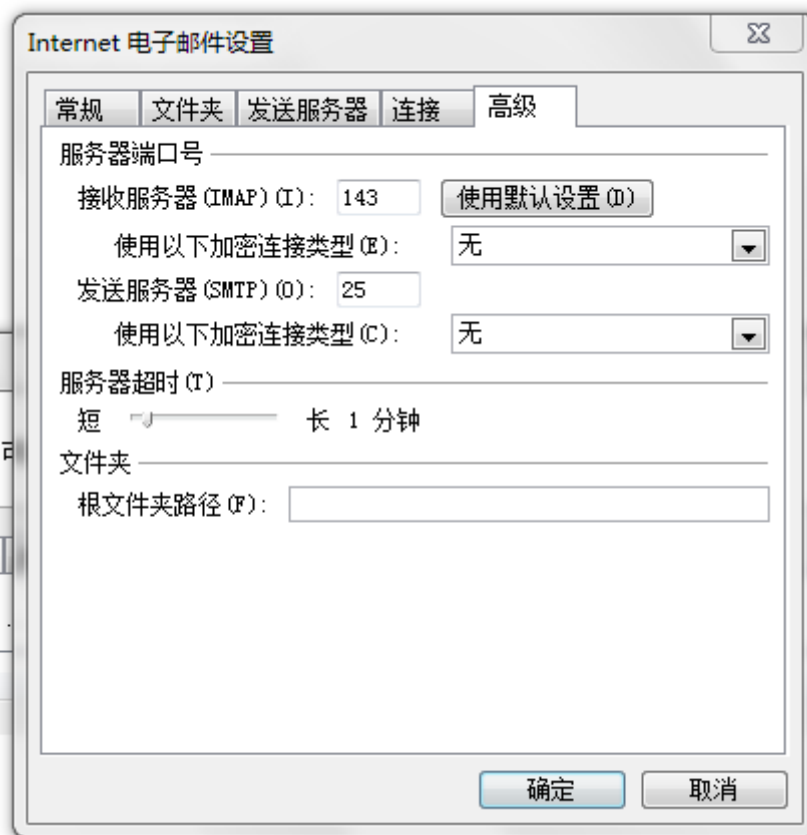 Internet 电子邮件设置
常规 文件夹 发送服务器 连接 高级
服务器端口号
接收服务器(IMAP)(I): 143 使用默认设置(D)
使用以下加密连接类型(E): 无
发送服务器(SMTP)(O): 25
使用以下加密连接类型(C): 无
服务器超时(T)
短 长 1 分钟
文件夹
根文件夹路径(F):
确定 取消